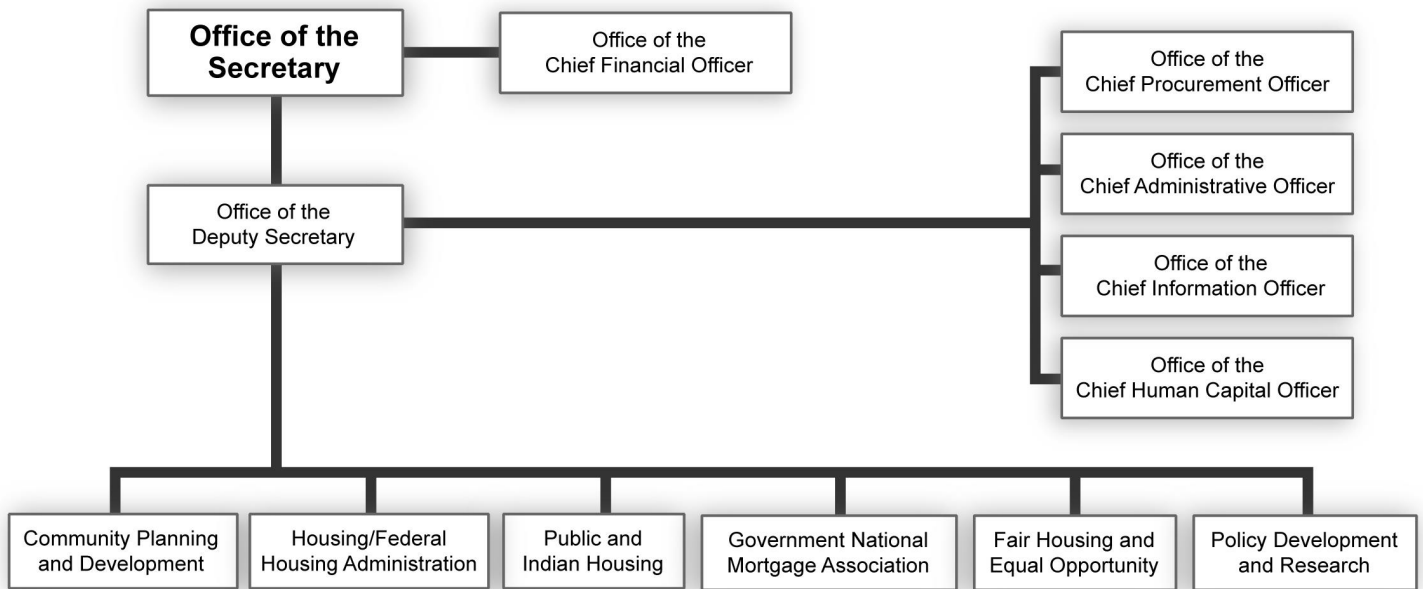 Office of the
Secretary
Office of the
Chief Financial Officer
Office of the
Chief Procurement Officer
Office of the
Chief Administrative Officer
Office of the
Deputy Secretary
Office of the
Chief Information Officer
Office of the
Chief Human Capital Officer
Community Planning
and Development
Housing/Federal
Housing Administration
Public and
Indian Housing
Government National
Mortgage Association
Fair Housing and
Equal Opportunity
Policy Development
and Research